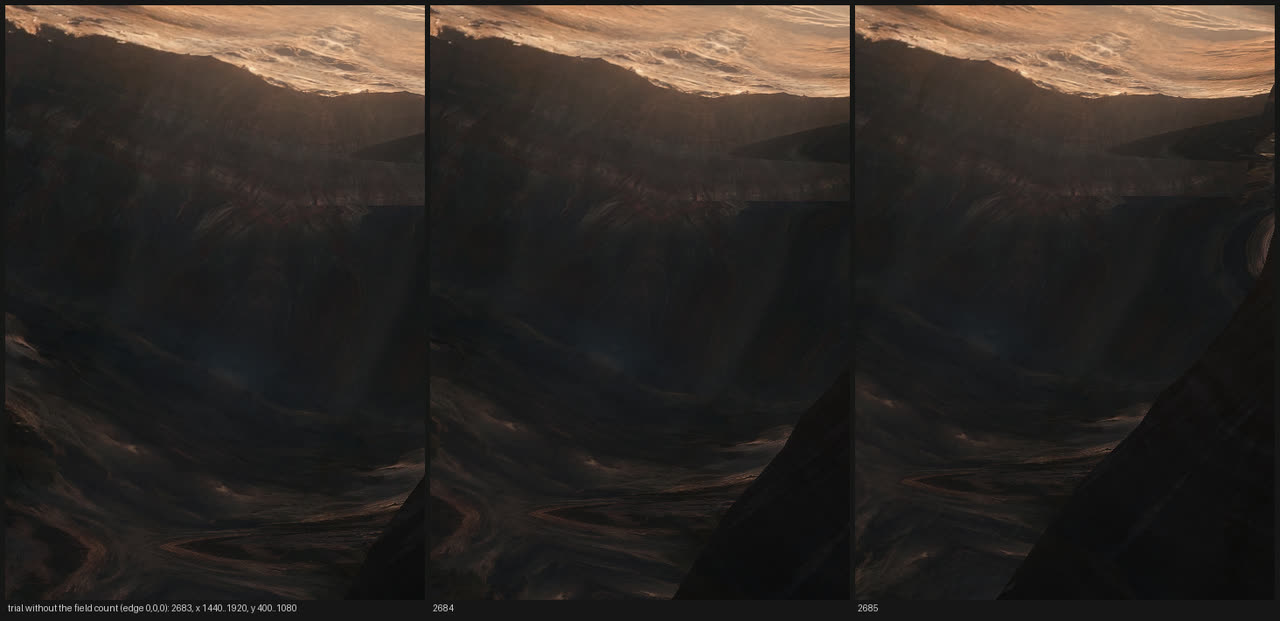 trial without the field count (edge 0,0,0): 2683, x 1440..1920, y 400..1080
2684
2685